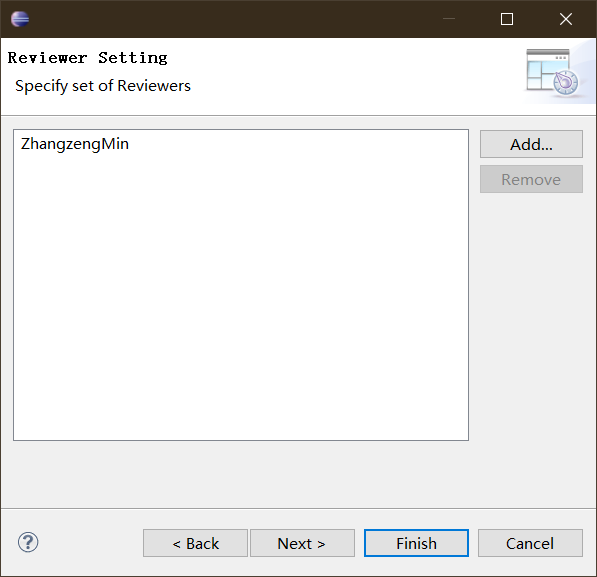 Reviewer Setting
Specify set of Reviewers
ZhangzengMin
Add...
Remove
?
< Back
Next >
Finish
Cancel